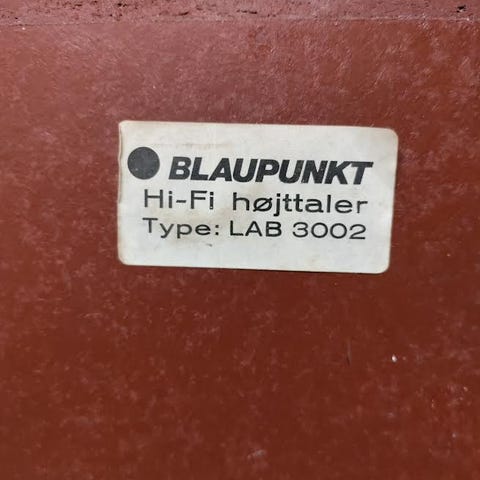 BLAUPUNKT
Hi-Fi højttaler
Type: LAB 3002